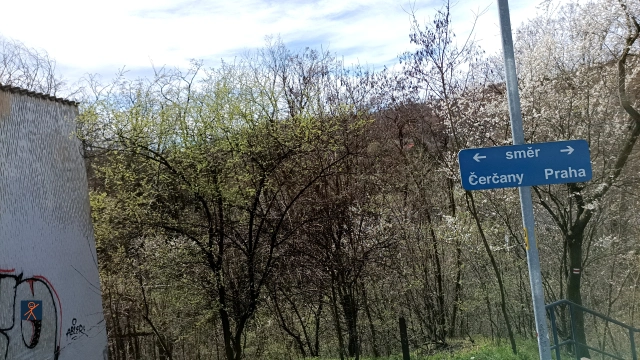 ← směr →
Čerčany Praha